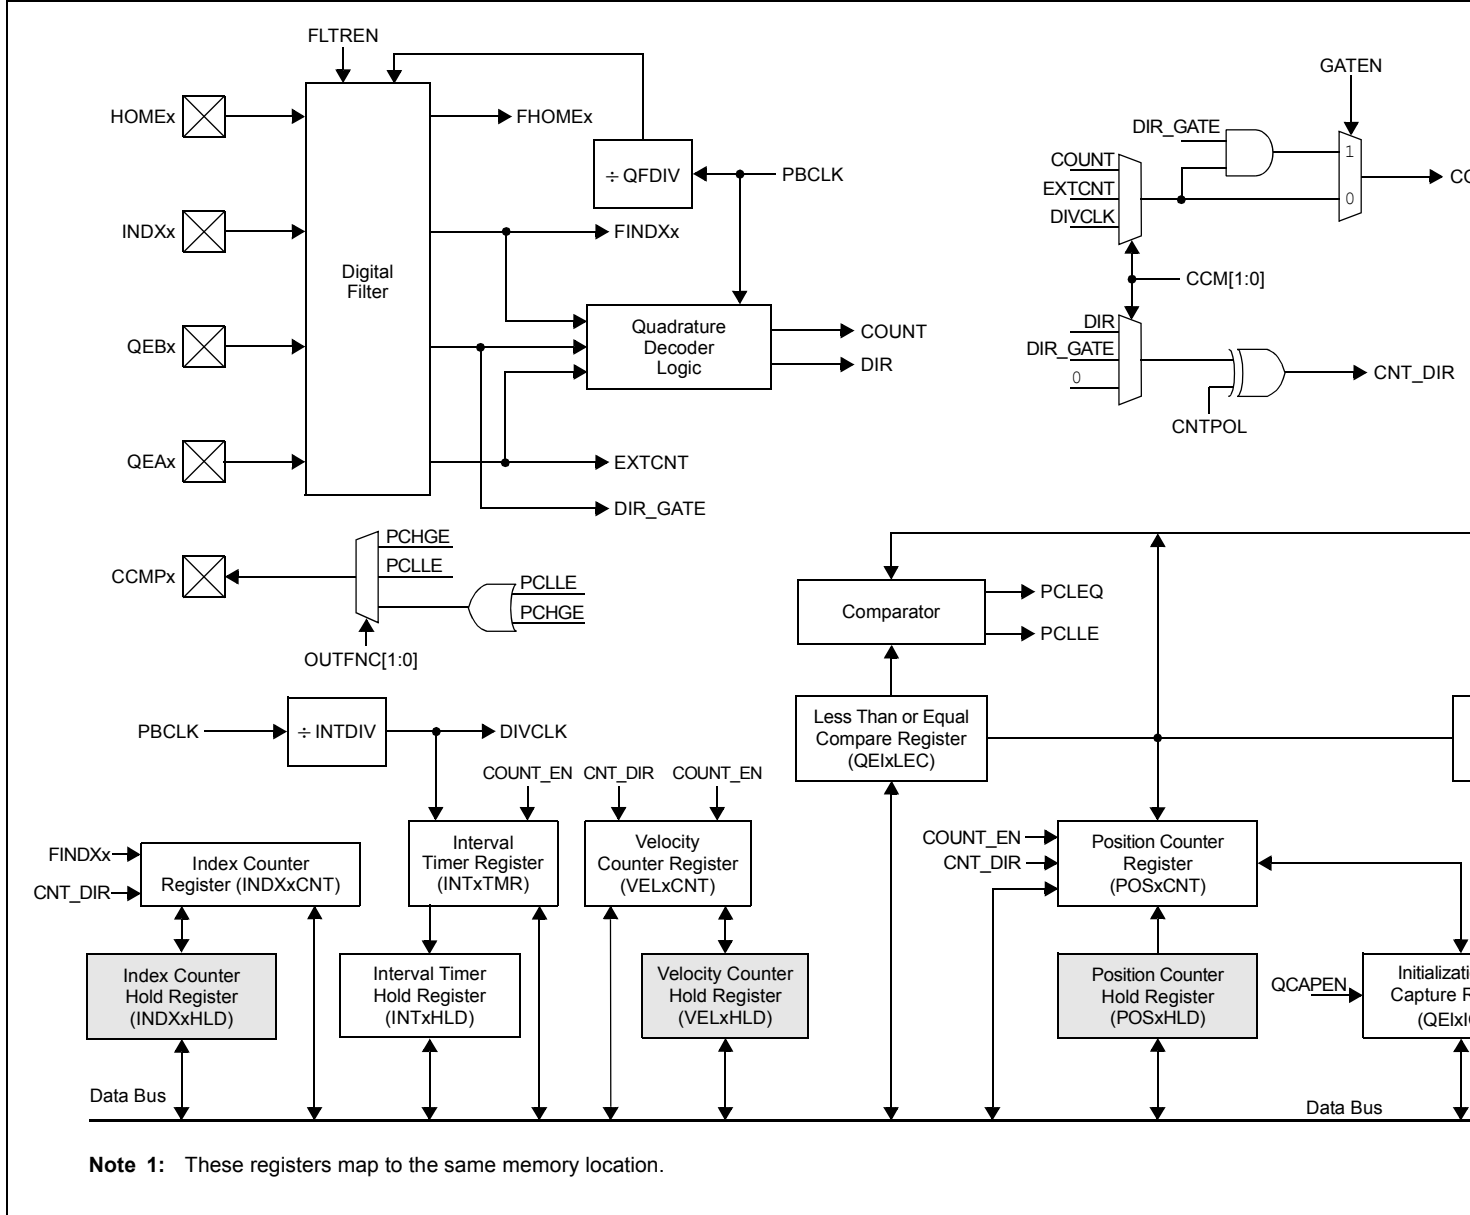 FLTREN
HOMEx
FHOMEx
÷ QFDIV
PBCLK
INDXx
FINDXx
Digital
Filter
QEBx
Quadrature
Decoder
Logic
COUNT
DIR
QEAx
EXTCNT
DIR_GATE
GATEN
DIR_GATE
COUNT
EXTCNT
DIVCLK
1
0
CCM[1:0]
DIR
DIR_GATE
0
CNT_DIR
CNTPOL
CCMPx
PCHGE
PCLLE
PCLLE
PCHGE
OUTFNC[1:0]
Comparator
PCLEQ
PCLLE
PBCLK
÷ INTDIV
DIVCLK
Less Than or Equal
Compare Register
(QEIxLEC)
COUNT_EN
CNT_DIR
COUNT_EN
FINDXx
CNT_DIR
Index Counter
Register (INDXxCNT)
Interval
Timer Register
(INTxTMR)
Velocity
Counter Register
(VELxCNT)
COUNT_EN
CNT_DIR
Position Counter
Register
(POSxCNT)
Index Counter
Hold Register
(INDXxHLD)
Interval Timer
Hold Register
(INTxHLD)
Velocity Counter
Hold Register
(VELxHLD)
Position Counter
Hold Register
(POSxHLD)
QCAPEN
Capture
Data Bus
Data Bus
Note 1: These registers map to the same memory location.